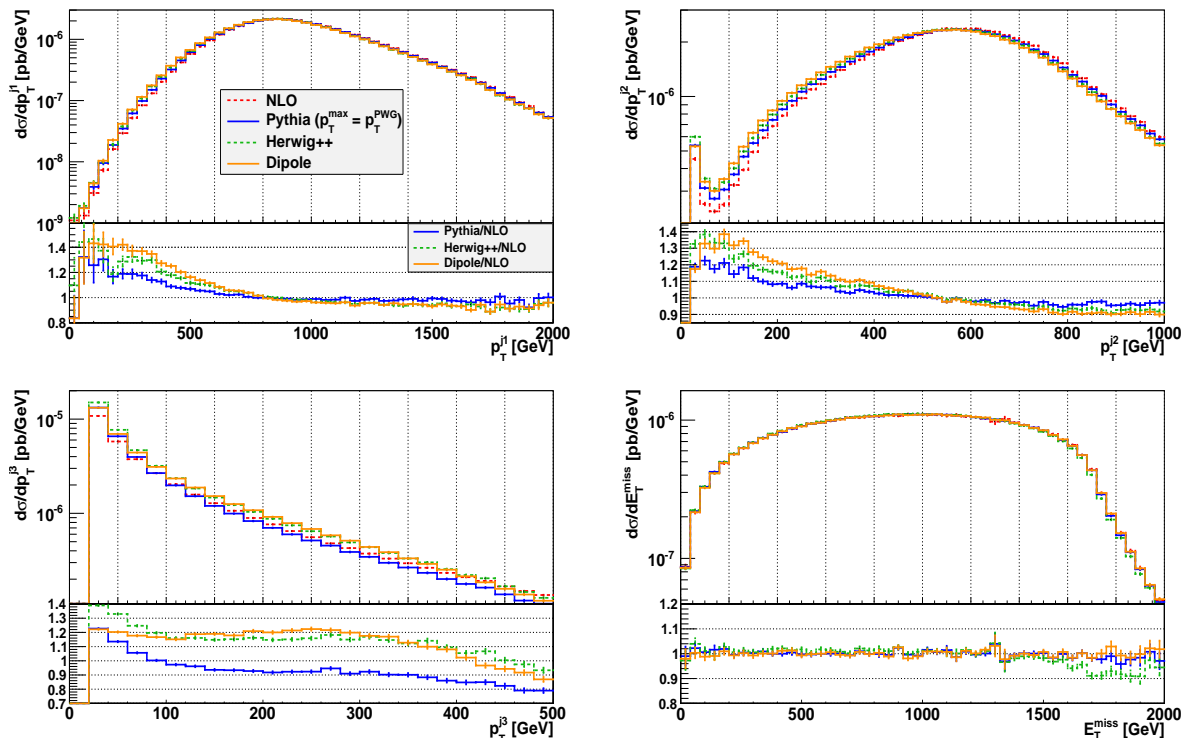 dσ/dp_T^j1 [pb/GeV]
10^-6
10^-7
10^-8
10^-9
NLO
Pythia (p_T^max = p_T^PWG)
Herwig++
Dipole
1.4
1.2
1
0.8
Pythia/NLO
Herwig++/NLO
Dipole/NLO
0 500 1000 1500 2000
p_T^j1 [GeV]
dσ/dp_T^j2 [pb/GeV]
10^-6
1.4
1.3
1.2
1.1
1
0.9
0 200 400 600 800 1000
p_T^j2 [GeV]
dσ/dp_T^j3 [pb/GeV]
10^-5
10^-6
1.4
1.3
1.2
1.1
1
0.9
0.8
0.7
0 100 200 300 400 500
p_T^j3 [GeV]
dσ/dE_T^miss [pb/GeV]
10^-6
10^-7
1.2
1.1
1
0.9
0.8
0 500 1000 1500 2000
E_T^miss [GeV]